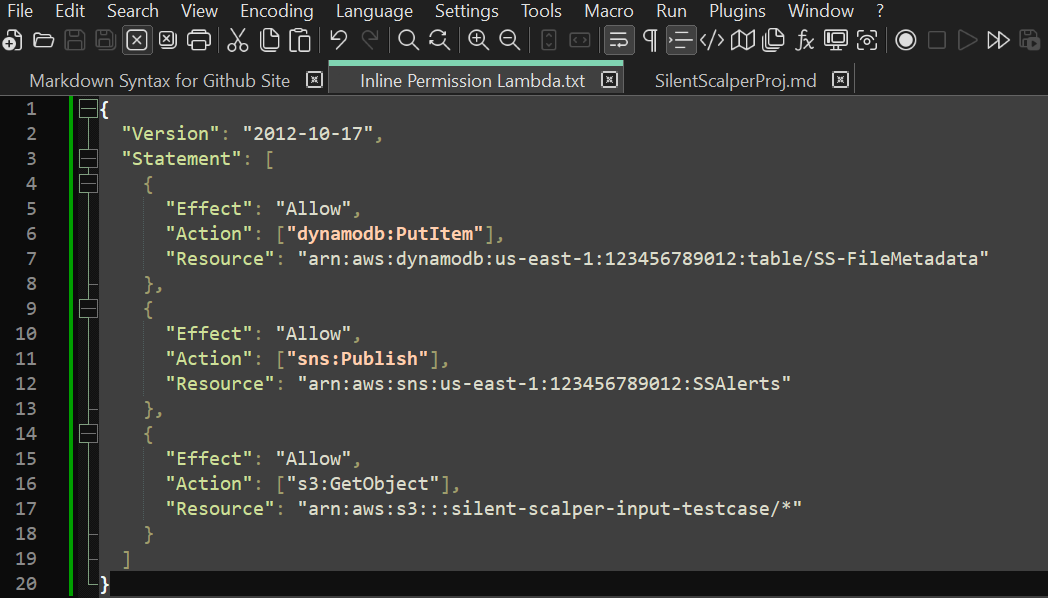 File Edit Search View Encoding Language Settings Tools Macro Run Plugins Window ?
Markdown Syntax for Github Site Inline Permission Lambda.txt SilentScalperProj.md
1 {
2 "Version": "2012-10-17",
3 "Statement": [
4 {
5 "Effect": "Allow",
6 "Action": ["dynamodb:PutItem"],
7 "Resource": "arn:aws:dynamodb:us-east-1:123456789012:table/SS-FileMetadata"
8 },
9 {
10 "Effect": "Allow",
11 "Action": ["sns:Publish"],
12 "Resource": "arn:aws:sns:us-east-1:123456789012:SSAlerts"
13 },
14 {
15 "Effect": "Allow",
16 "Action": ["s3:GetObject"],
17 "Resource": "arn:aws:s3:::silent-scalper-input-testcase/*"
18 }
19 ]
20 }